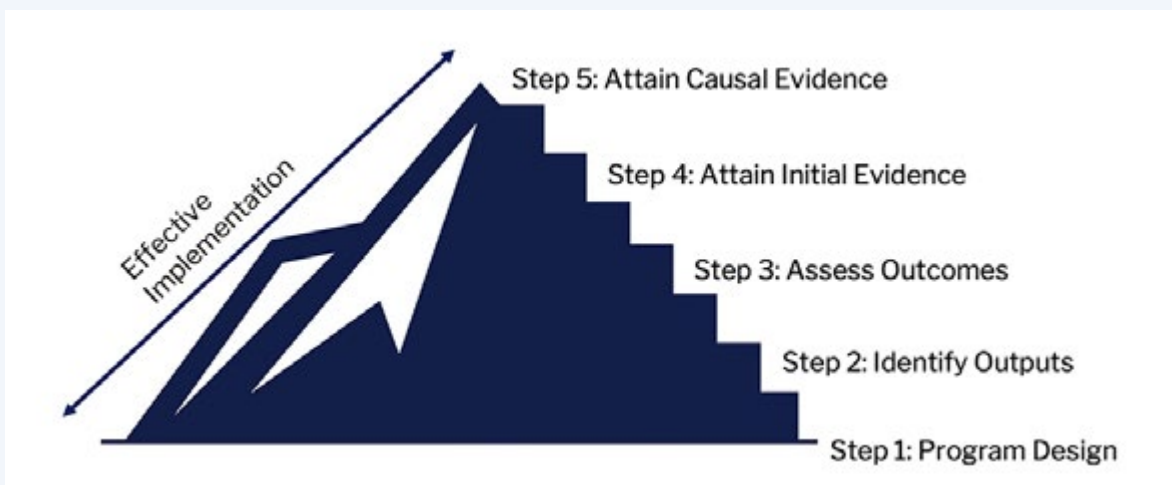 Step 5: Attain Causal Evidence
Step 4: Attain Initial Evidence
Effective
Implementation
Step 3: Assess Outcomes
Step 2: Identify Outputs
Step 1: Program Design